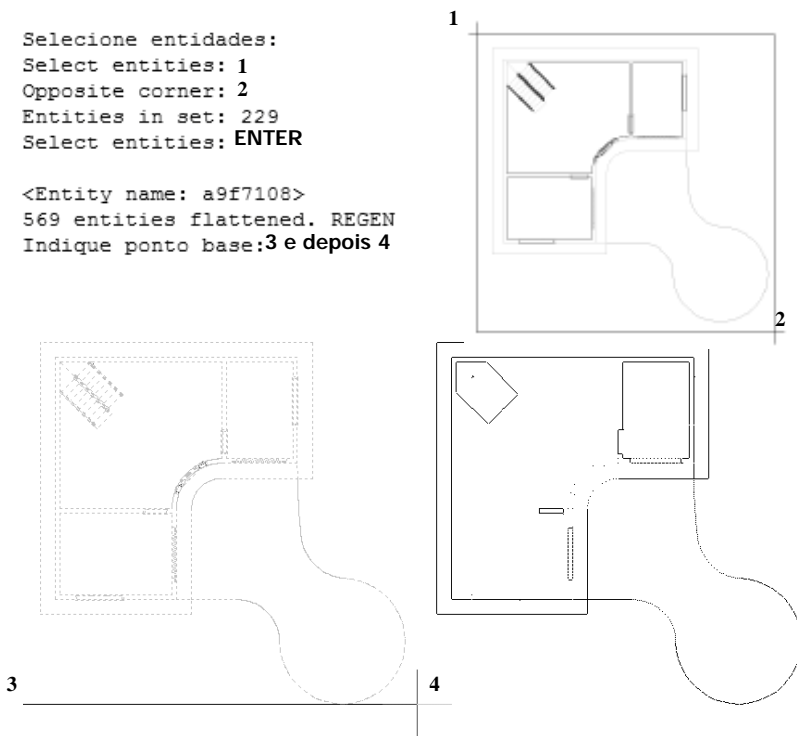 Selecione entidades:
Select entities: 1
Opposite corner: 2
Entities in set: 229
Select entities: ENTER
<Entity name: a9f7108>
569 entities flattened. REGEN
Indique ponto base:3 e depois 4
1
2
3
4